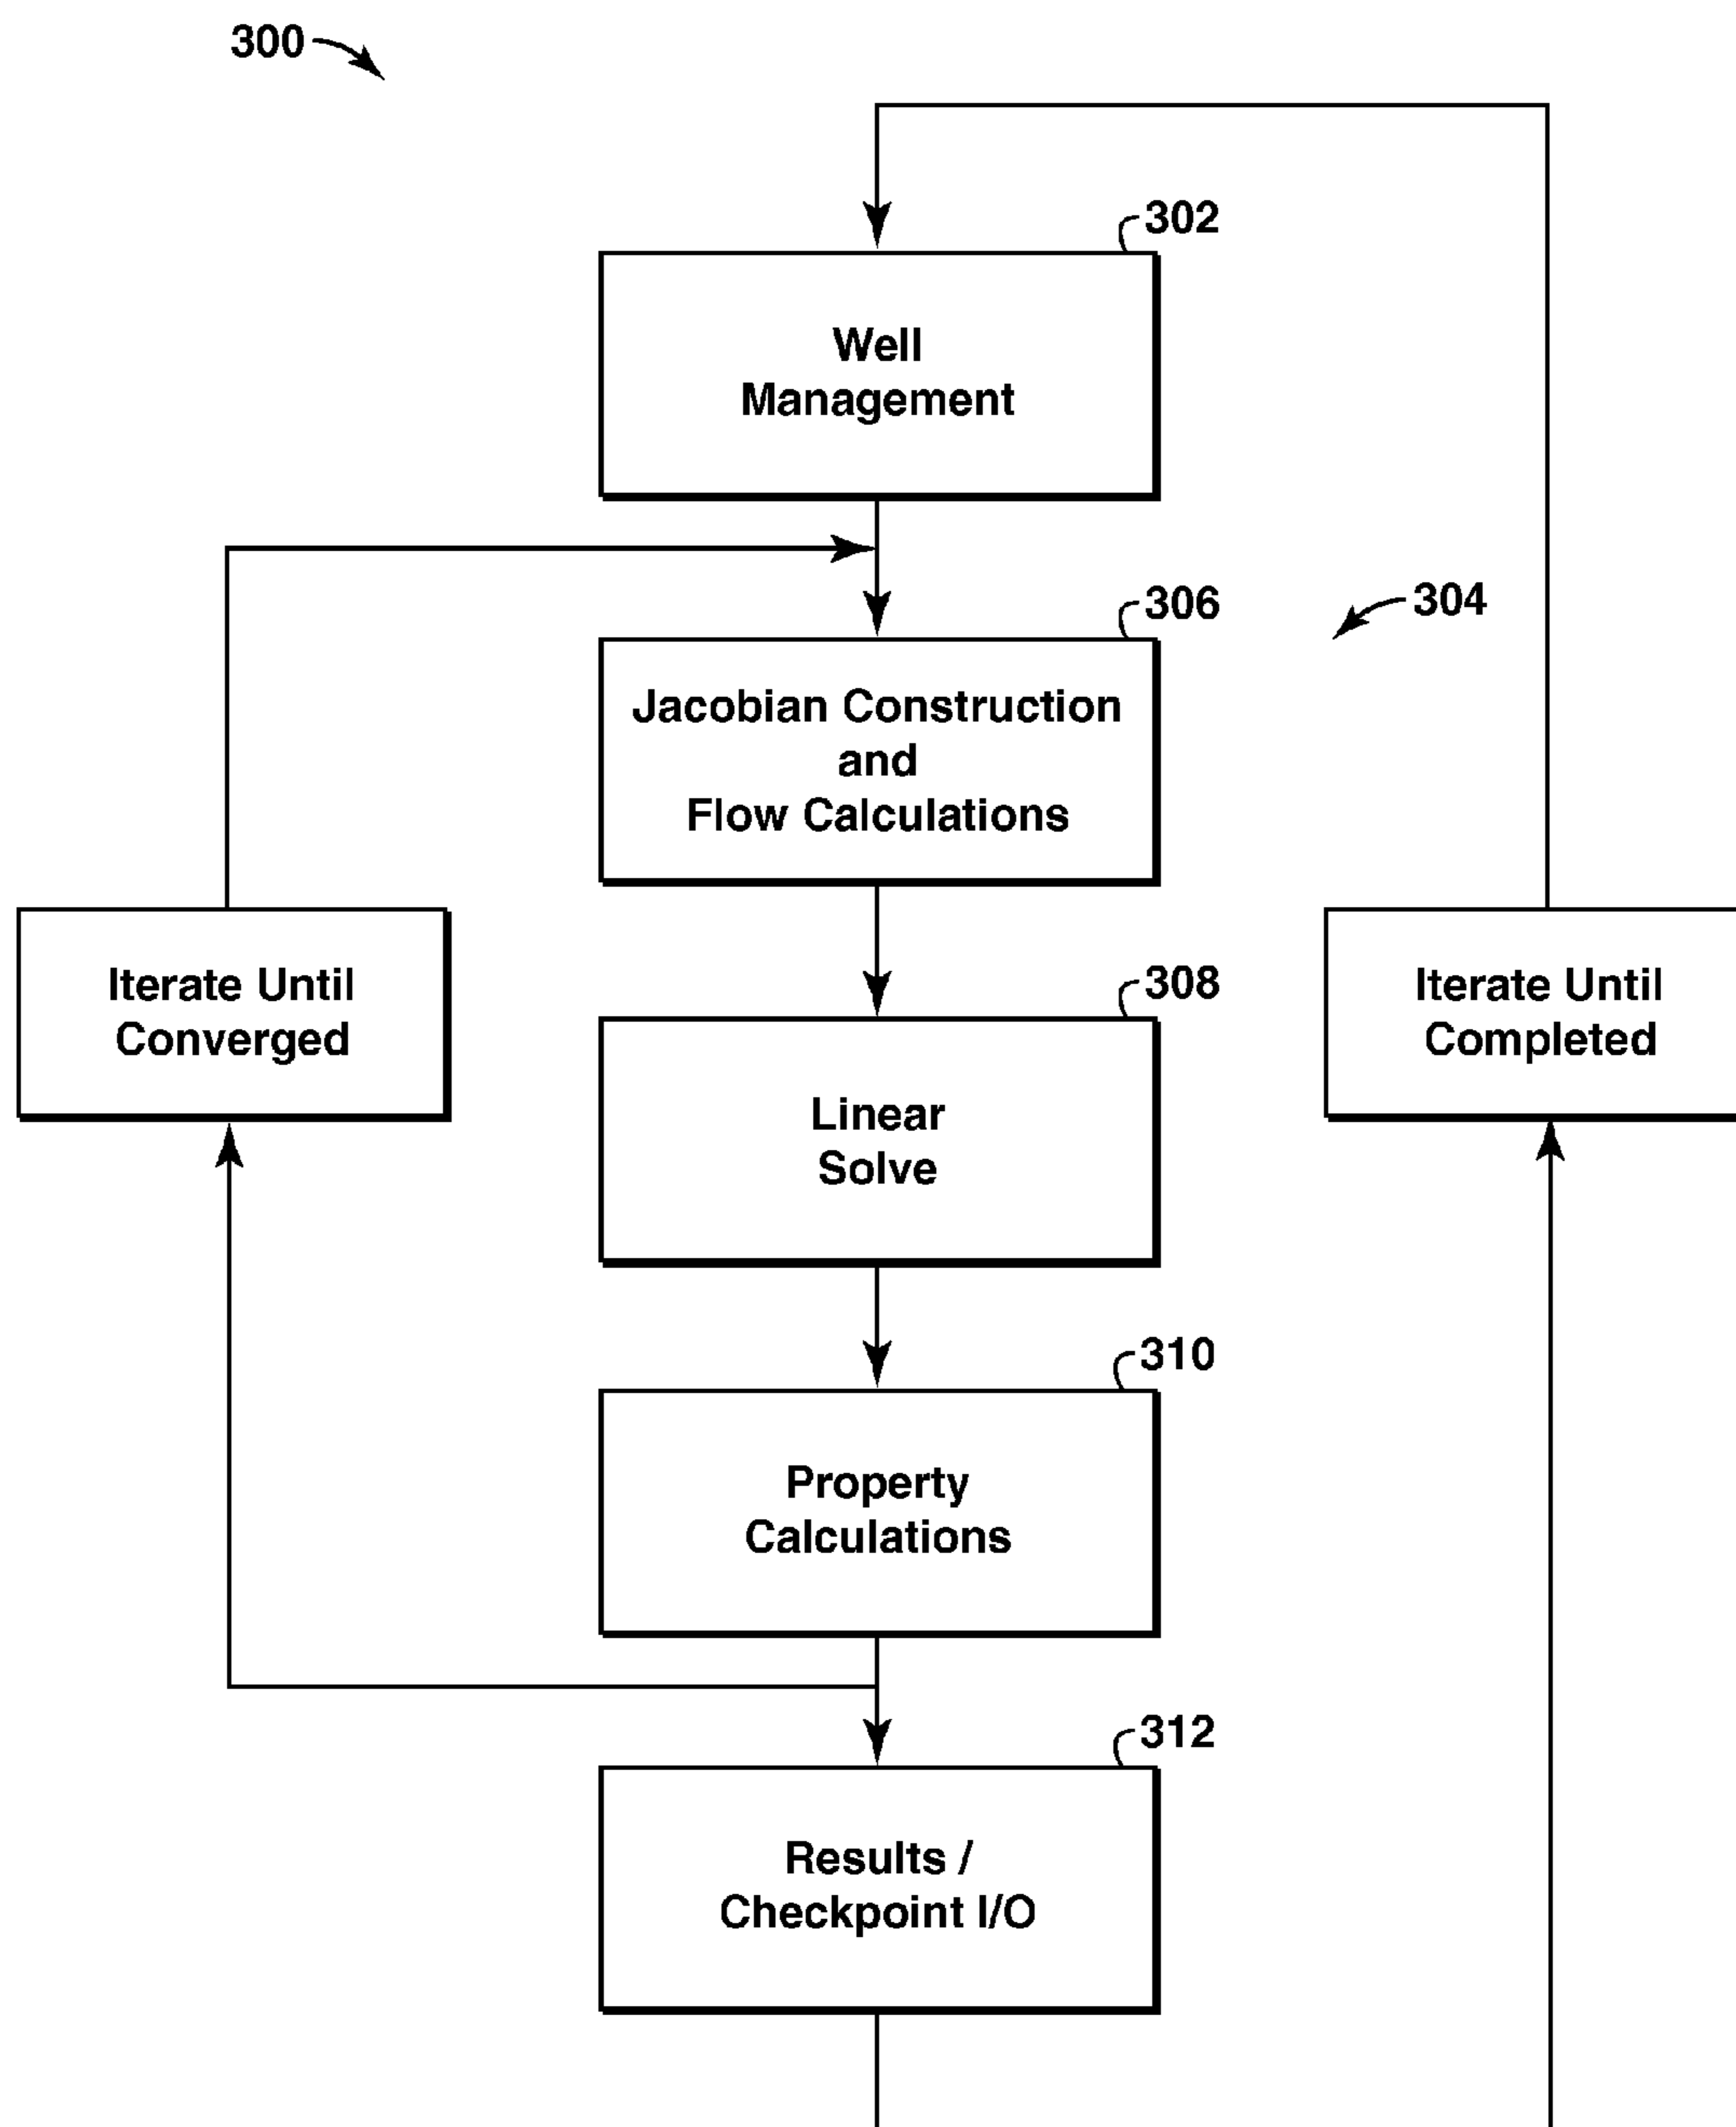 300
302
Well
Management
306
304
Jacobian Construction
and
Flow Calculations
Iterate Until
Converged
Iterate Until
Completed
308
Linear
Solve
310
Property
Calculations
312
Results /
Checkpoint I/O